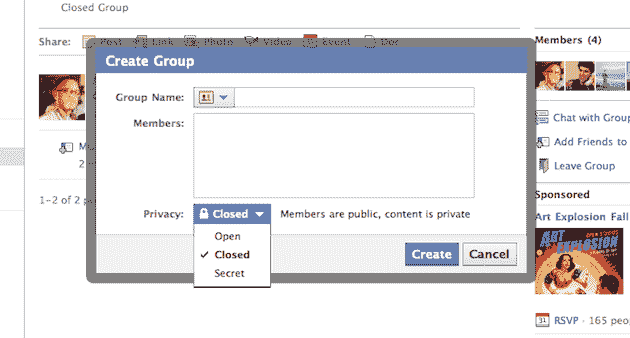 Closed Group
Share: Post Link Photo Video Event Doc
Create Group
Group Name:
Members:
Privacy: Closed Members are public, content is private
Open
Closed
Secret
Create Cancel
1-2 of 2
Members (4)
Chat with Group
Add Friends to
Leave Group
Sponsored
Art Explosion Fall
ART EXPLOSION
31 RSVP · 165 peo